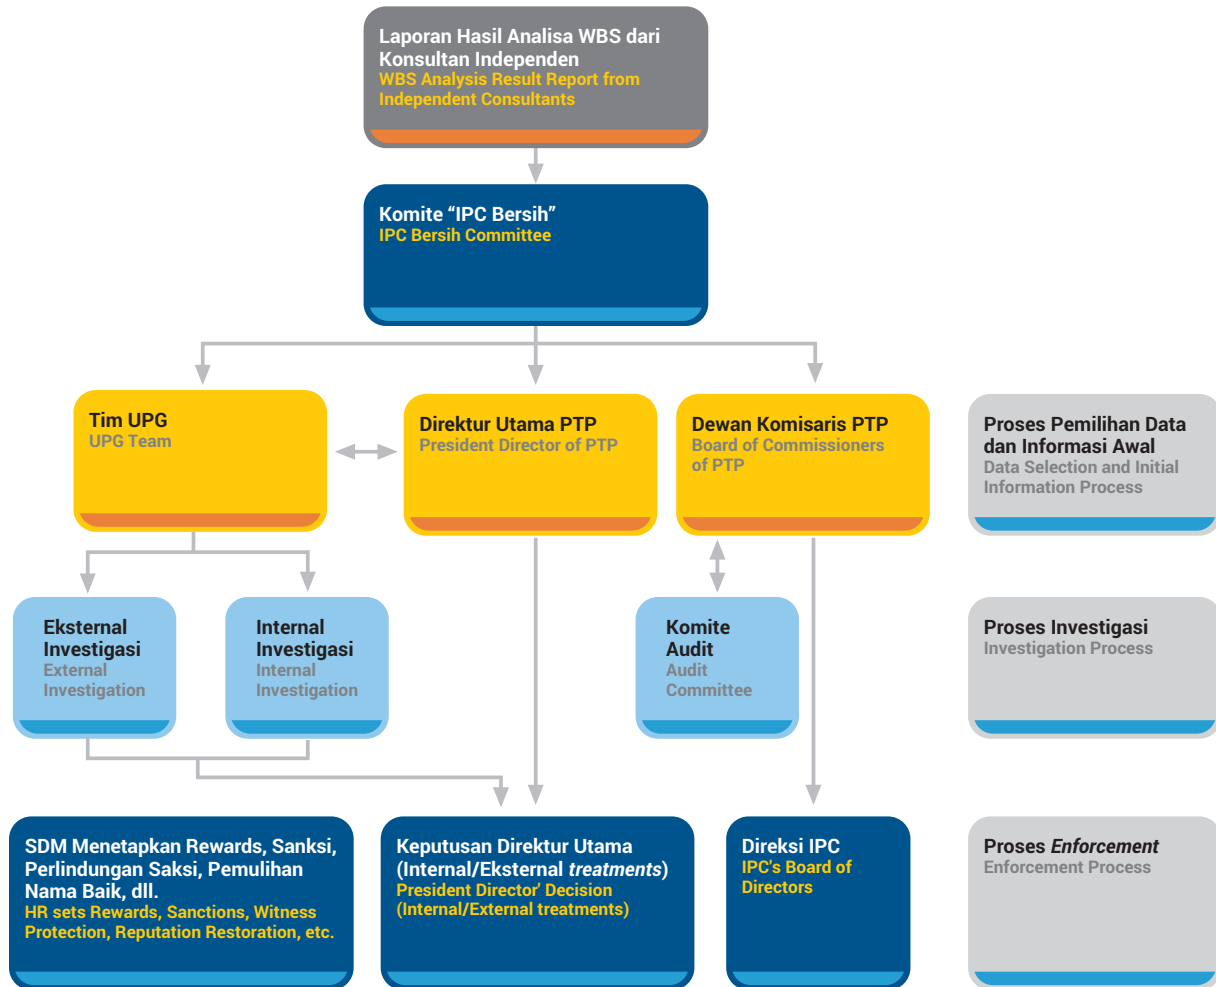 Laporan Hasil Analisa WBS dari
Konsultan Independen
WBS Analysis Result Report from
Independent Consultants
Komite “IPC Bersih”
IPC Bersih Committee
Tim UPG
UPG Team
Direktur Utama PTP
President Director of PTP
Dewan Komisaris PTP
Board of Commissioners
of PTP
Proses Pemilihan Data
dan Informasi Awal
Data Selection and Initial
Information Process
Eksternal
Investigasi
External
Investigation
Internal
Investigasi
Internal
Investigation
Komite
Audit
Audit
Committee
Proses Investigasi
Investigation Process
SDM Menetapkan Rewards, Sanksi,
Perlindungan Saksi, Pemulihan
Nama Baik, dll.
HR sets Rewards, Sanctions, Witness
Protection, Reputation Restoration, etc.
Keputusan Direktur Utama
(Internal/Eksternal treatments)
President Director' Decision
(Internal/External treatments)
Direksi IPC
IPC's Board of
Directors
Proses Enforcement
Enforcement Process